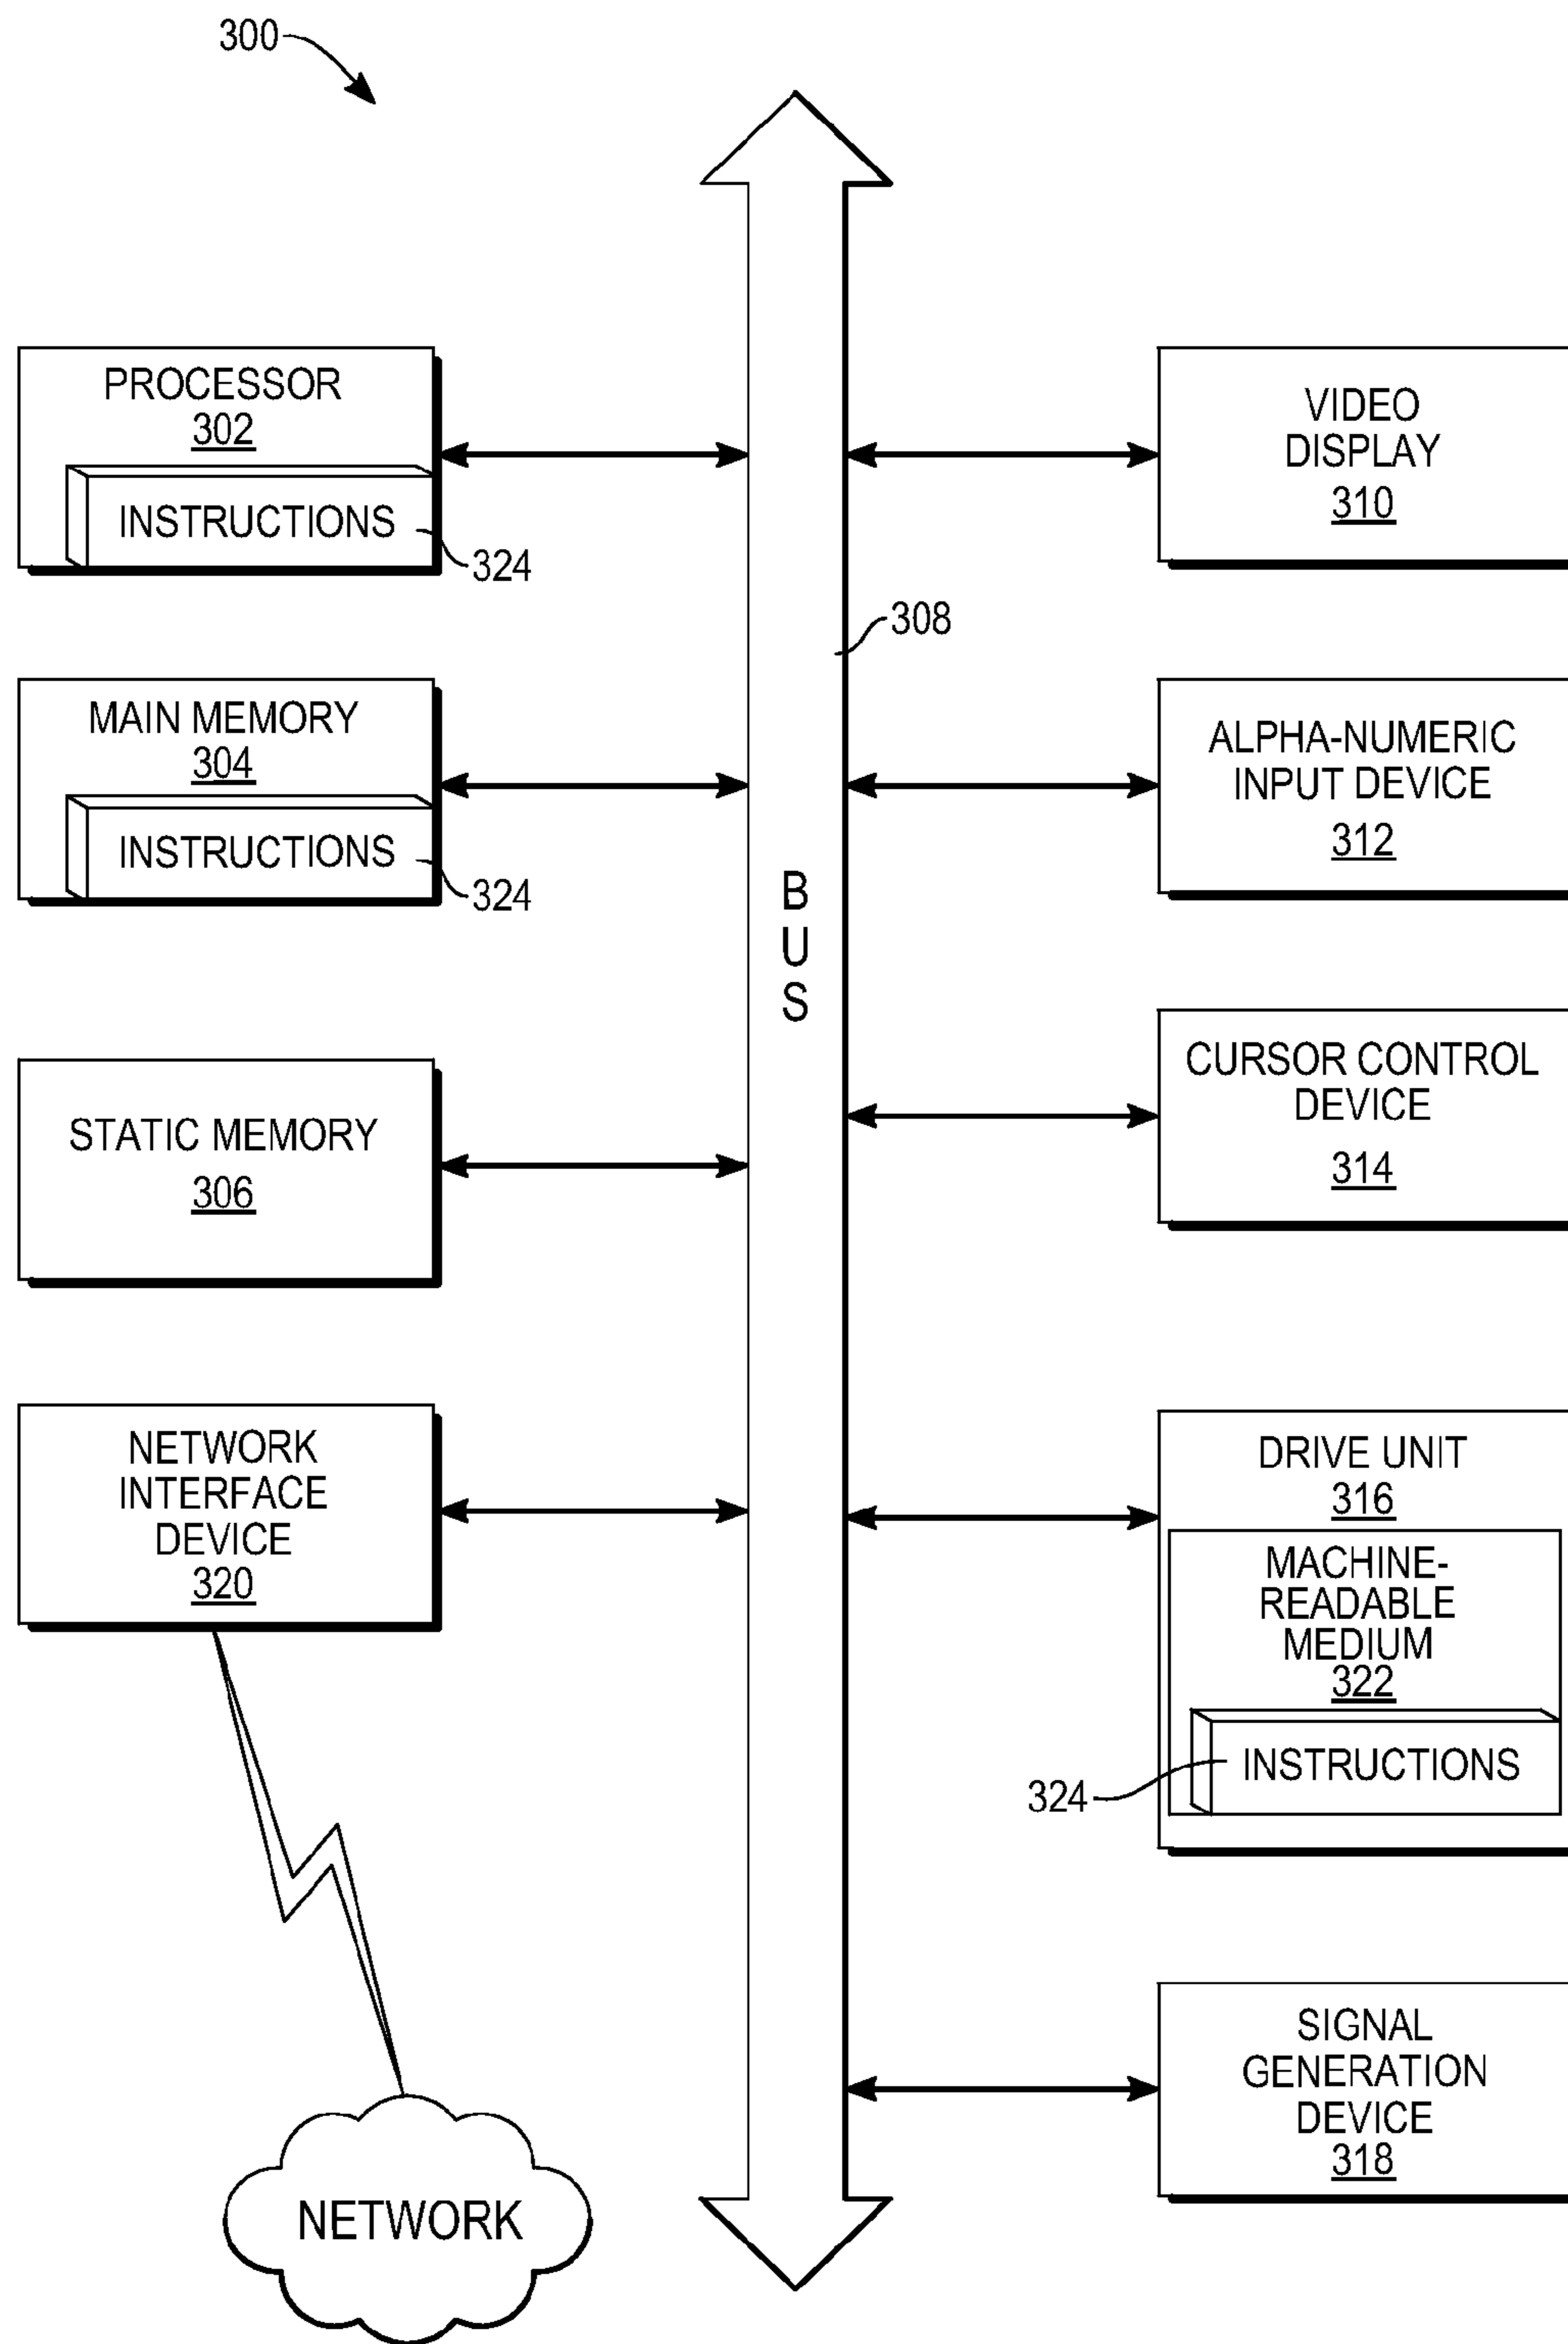 300
PROCESSOR
302
INSTRUCTIONS
324
MAIN MEMORY
304
INSTRUCTIONS
324
STATIC MEMORY
306
NETWORK
INTERFACE
DEVICE
320
NETWORK
308
B
U
S
VIDEO
DISPLAY
310
ALPHA-NUMERIC
INPUT DEVICE
312
CURSOR CONTROL
DEVICE
314
DRIVE UNIT
316
MACHINE-
READABLE
MEDIUM
322
INSTRUCTIONS
324
SIGNAL
GENERATION
DEVICE
318